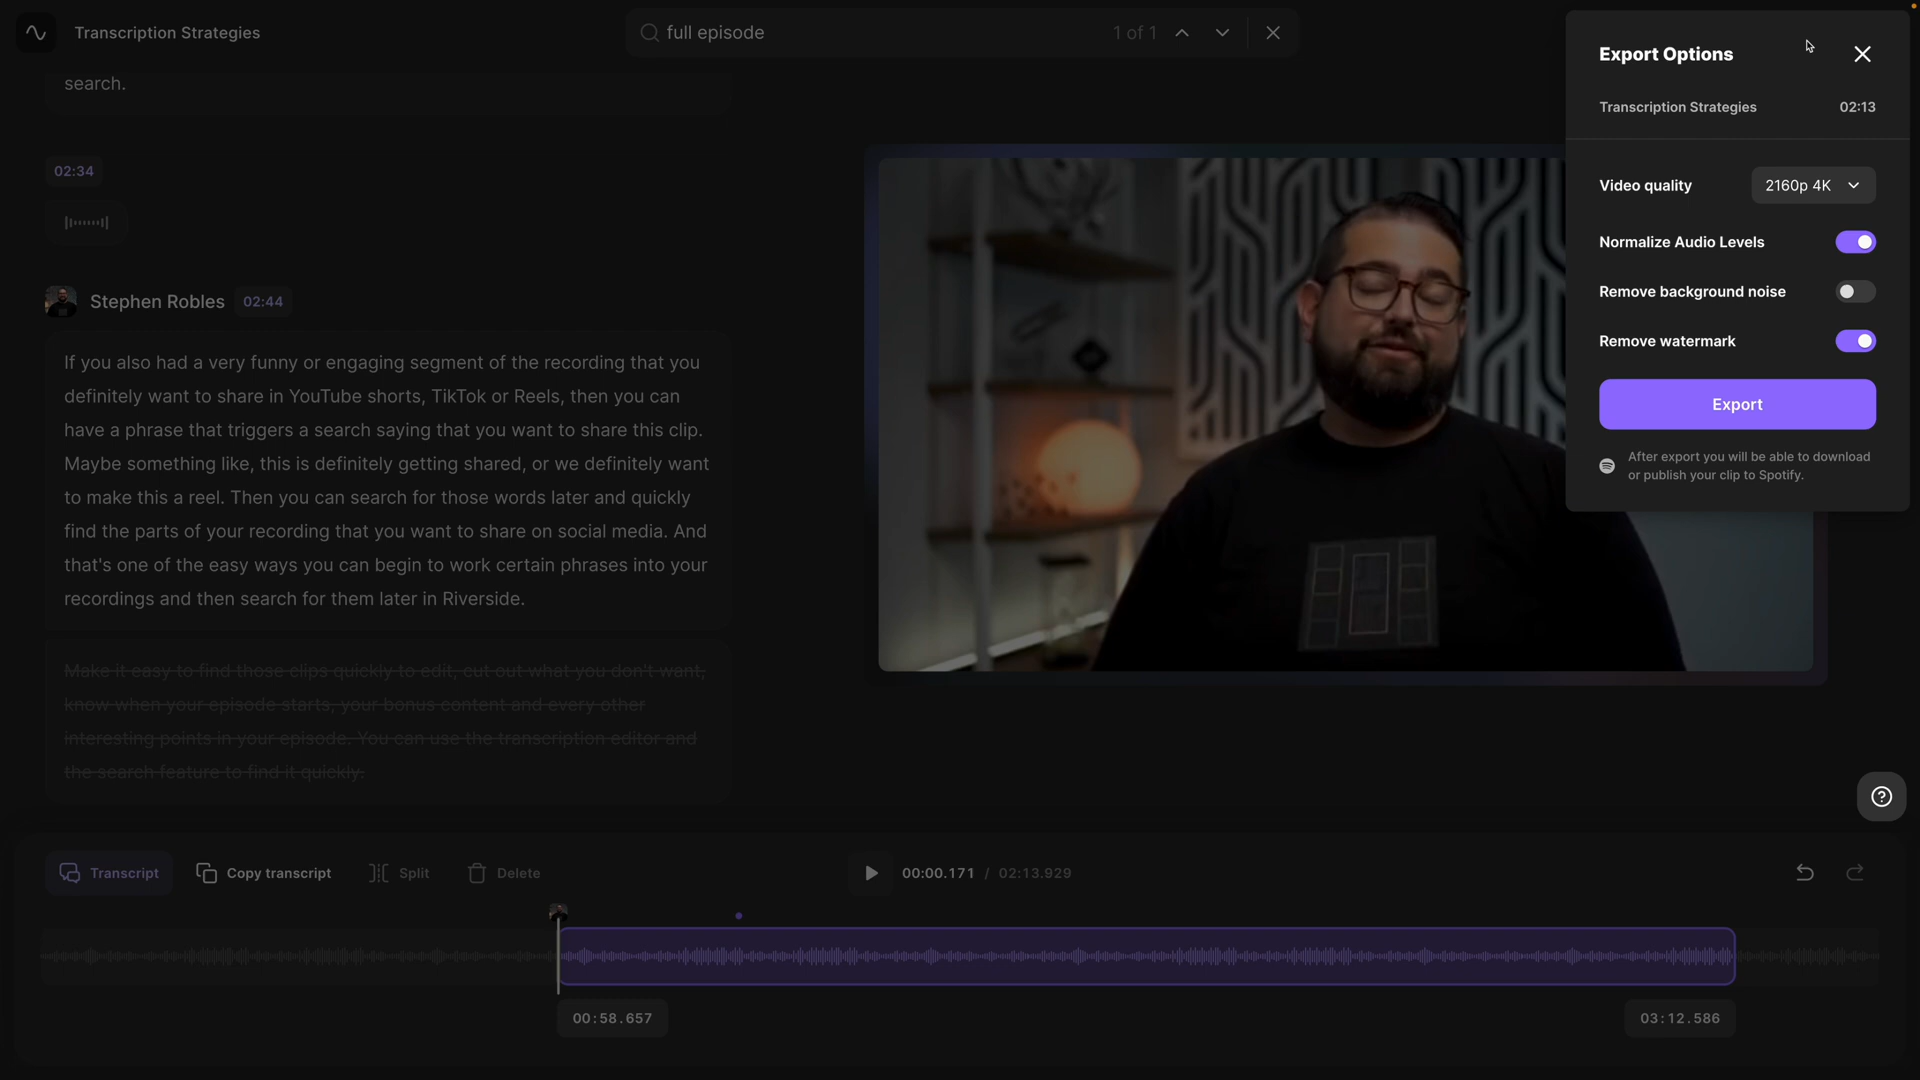 Transcription Strategies
full episode
1 of 1
search.
02:34
Stephen Robles 02:44
If you also had a very funny or engaging segment of the recording that you
definitely want to share in YouTube shorts, TikTok or Reels, then you can
have a phrase that triggers a search saying that you want to share this clip.
Maybe something like, this is definitely getting shared, or we definitely want
to make this a reel. Then you can search for those words later and quickly
find the parts of your recording that you want to share on social media. And
that's one of the easy ways you can begin to work certain phrases into your
recordings and then search for them later in Riverside.
Make it easy to find those clips quickly to edit, cut out what you don't want,
know when your episode starts, your bonus content and every other
interesting points in your episode. You can use the transcription editor and
the search feature to find it quickly.
Export Options
Transcription Strategies 02:13
Video quality 2160p 4K
Normalize Audio Levels
Remove background noise
Remove watermark
Export
After export you will be able to download
or publish your clip to Spotify.
Transcript Copy transcript Split Delete
00:00.171 / 02:13.929
00:58.657
03:12.586